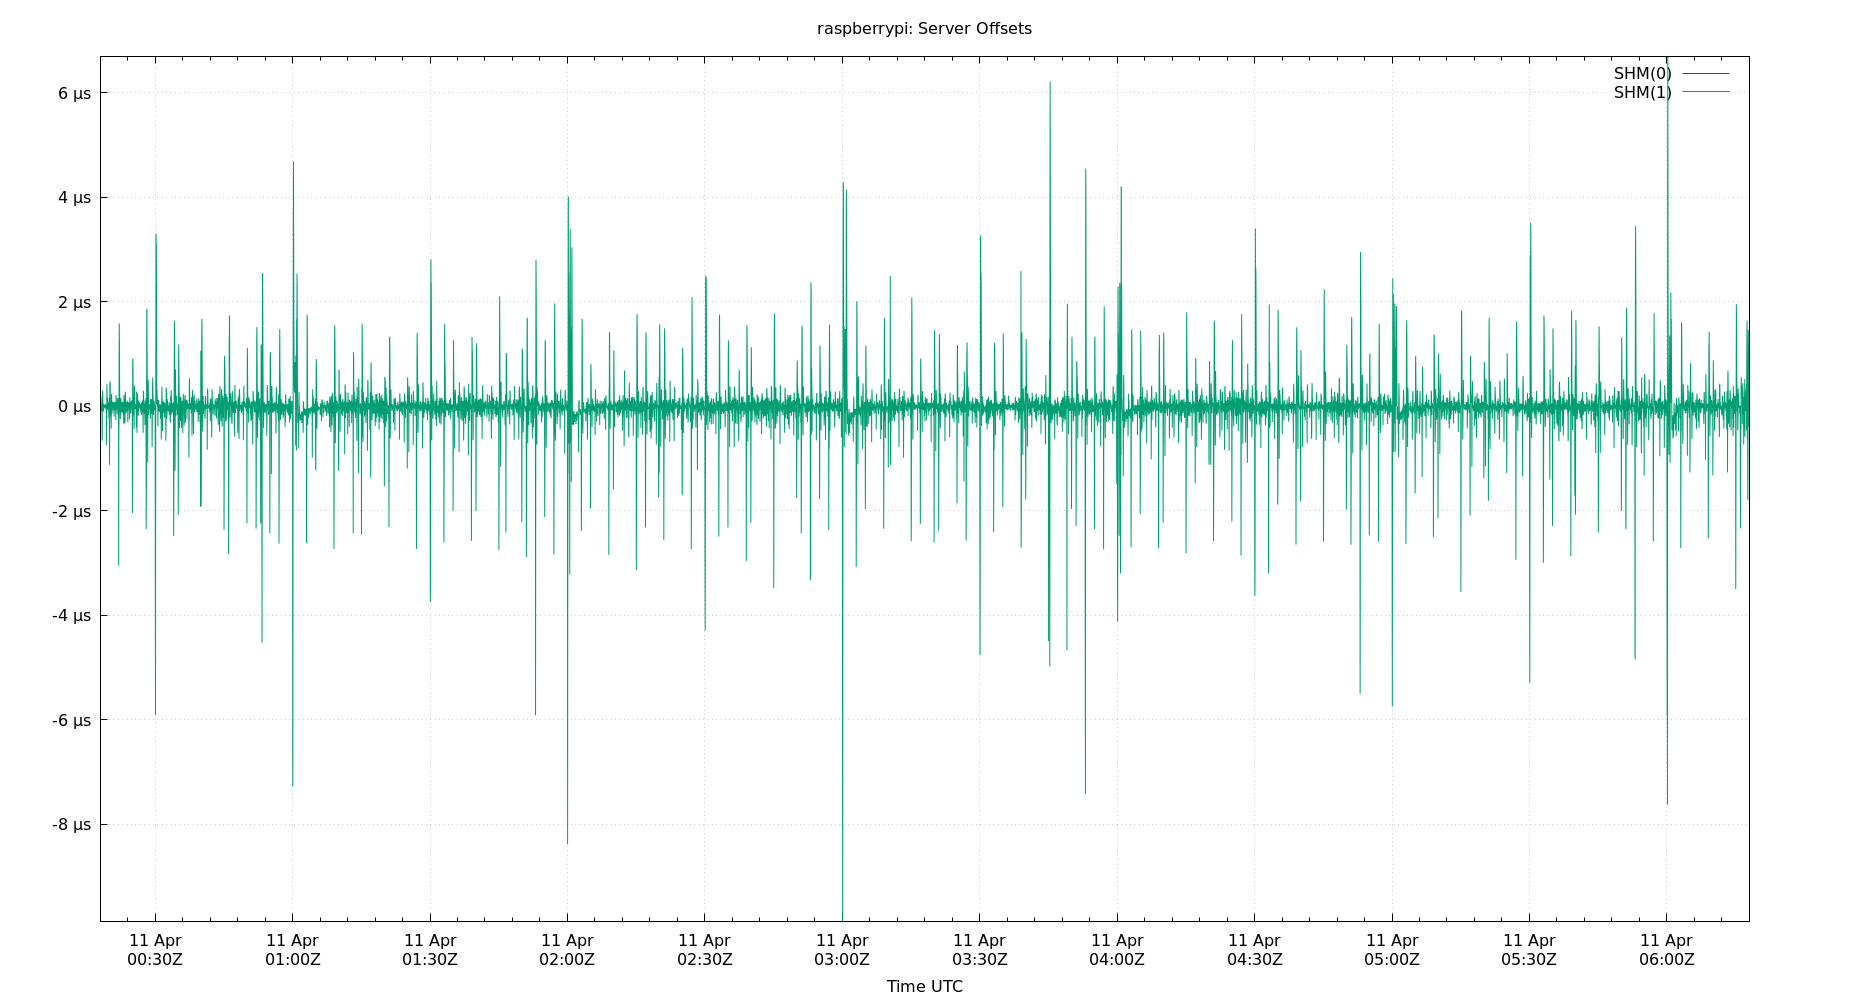 raspberrypi: Server Offsets
SHM(0)
SHM(1)
6 µs
4 µs
2 µs
0 µs
-2 µs
-4 µs
-6 µs
-8 µs
11 Apr 11 Apr 11 Apr 11 Apr 11 Apr 11 Apr 11 Apr 11 Apr 11 Apr 11 Apr 11 Apr 11 Apr
00:30Z 01:00Z 01:30Z 02:00Z 02:30Z 03:00Z 03:30Z 04:00Z 04:30Z 05:00Z 05:30Z 06:00Z
Time UTC